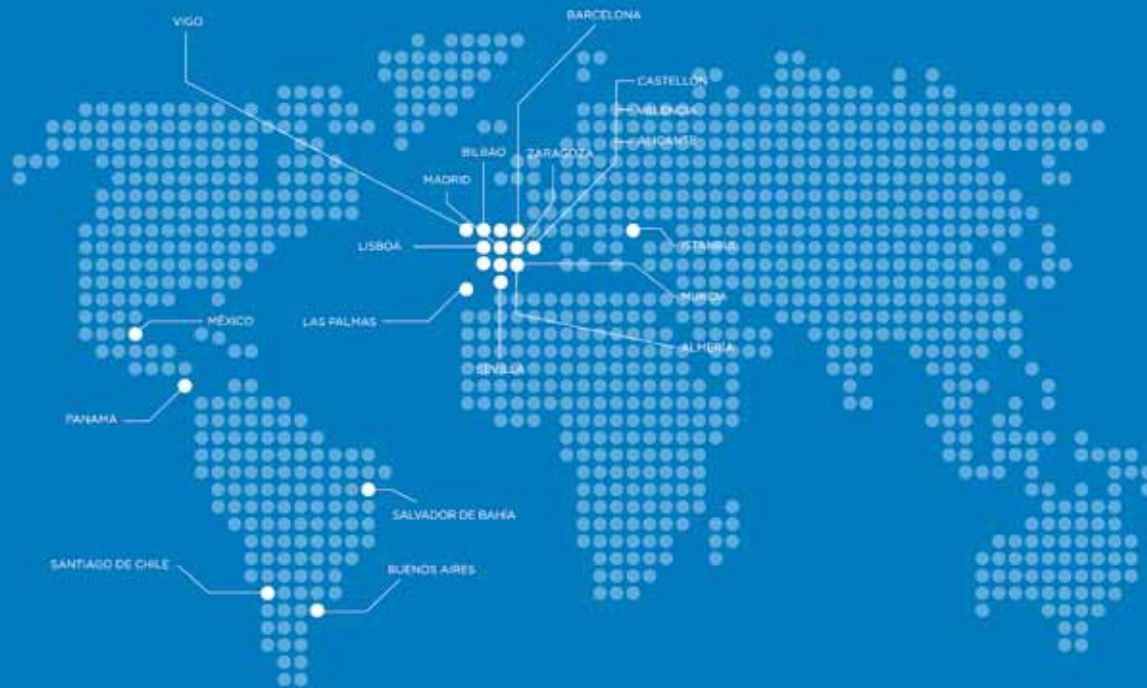 BARCELONA
VIGO
CASTELLÓN
VALENCIA
ALICANTE
BILBAO
ZARAGOZA
MADRID
LISBOA
ISTANBUL
MURCIA
LAS PALMAS
MÉXICO
ALMERÍA
SEVILLA
PANAMÁ
SALVADOR DE BAHÍA
SANTIAGO DE CHILE
BUENOS AIRES